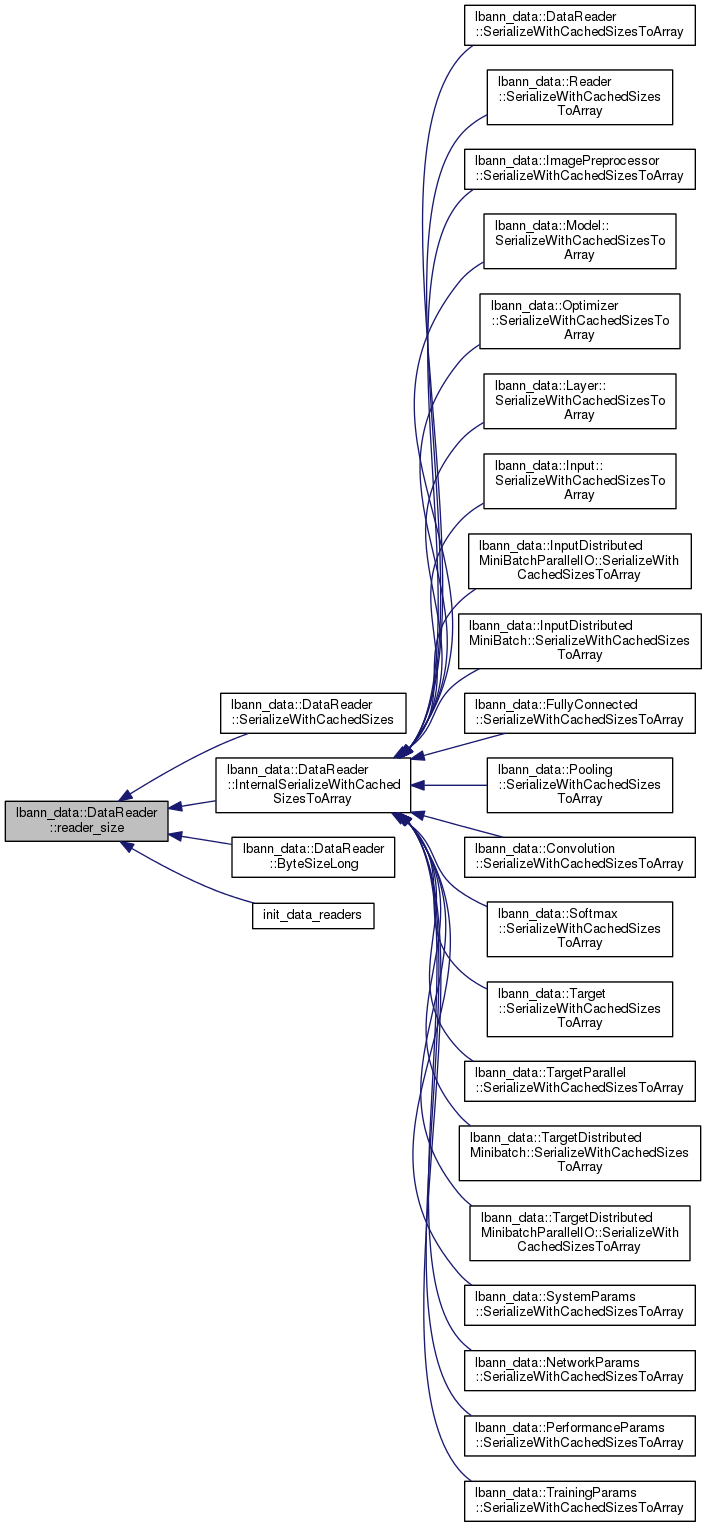 lbann_data::DataReader
::reader_size
lbann_data::DataReader
::SerializeWithCachedSizes
lbann_data::DataReader
::InternalSerializeWithCached
SizesToArray
lbann_data::DataReader
::ByteSizeLong
init_data_readers
lbann_data::DataReader
::SerializeWithCachedSizesToArray
lbann_data::Reader
::SerializeWithCachedSizes
ToArray
lbann_data::ImagePreprocessor
::SerializeWithCachedSizesToArray
lbann_data::Model::
SerializeWithCachedSizesTo
Array
lbann_data::Optimizer
::SerializeWithCachedSizesTo
Array
lbann_data::Layer::
SerializeWithCachedSizesTo
Array
lbann_data::Input::
SerializeWithCachedSizesTo
Array
lbann_data::InputDistributed
MiniBatchParallelIO::SerializeWith
CachedSizesToArray
lbann_data::InputDistributed
MiniBatch::SerializeWithCachedSizes
ToArray
lbann_data::FullyConnected
::SerializeWithCachedSizesToArray
lbann_data::Pooling
::SerializeWithCachedSizes
ToArray
lbann_data::Convolution
::SerializeWithCachedSizesToArray
lbann_data::Softmax
::SerializeWithCachedSizes
ToArray
lbann_data::Target
::SerializeWithCachedSizes
ToArray
lbann_data::TargetParallel
::SerializeWithCachedSizesToArray
lbann_data::TargetDistributed
Minibatch::SerializeWithCachedSizes
ToArray
lbann_data::TargetDistributed
MinibatchParallelIO::SerializeWith
CachedSizesToArray
lbann_data::SystemParams
::SerializeWithCachedSizesToArray
lbann_data::NetworkParams
::SerializeWithCachedSizesToArray
lbann_data::PerformanceParams
::SerializeWithCachedSizesToArray
lbann_data::TrainingParams
::SerializeWithCachedSizesToArray